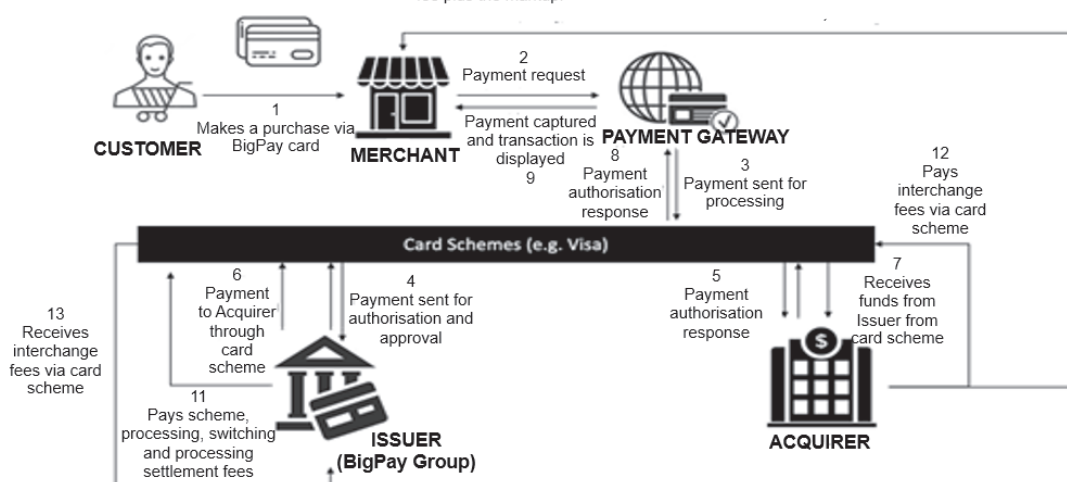 2
Payment request
1
Makes a purchase via
BigPay card
CUSTOMER
MERCHANT
Payment captured
and transaction is
displayed
9
PAYMENT GATEWAY
8
Payment
authorisation
response
3
Payment sent for
processing
12
Pays
interchange
fees via card
scheme
Card Schemes (e.g. Visa)
13
Receives
interchange
fees via card
scheme
6
Payment
to Acquirer
through
card
scheme
4
Payment sent for
authorisation and
approval
5
Payment
authorisation
response
7
Receives
funds from
Issuer from
card scheme
$
11
Pays scheme,
processing, switching
and processing
settlement fees
ISSUER
(BigPay Group)
ACQUIRER